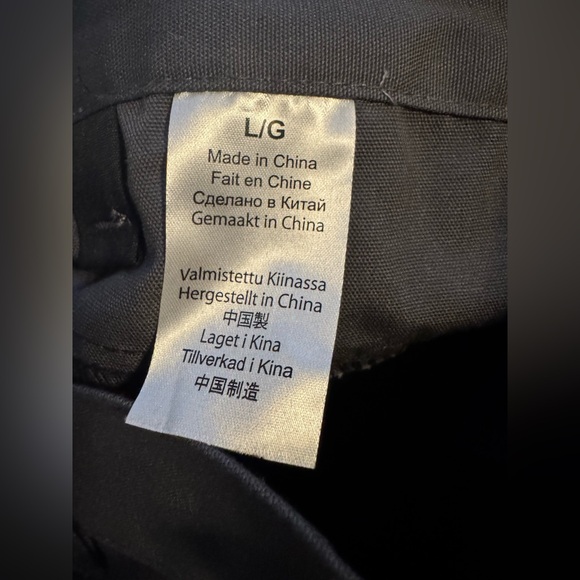 L/G
Made in China
Fait en Chine
Сделано в Китай
Gemaakt in China
Valmistettu Kiinassa
Hergestellt in China
中国製
Laget i Kina
Tillverkad i Kina
中国制造